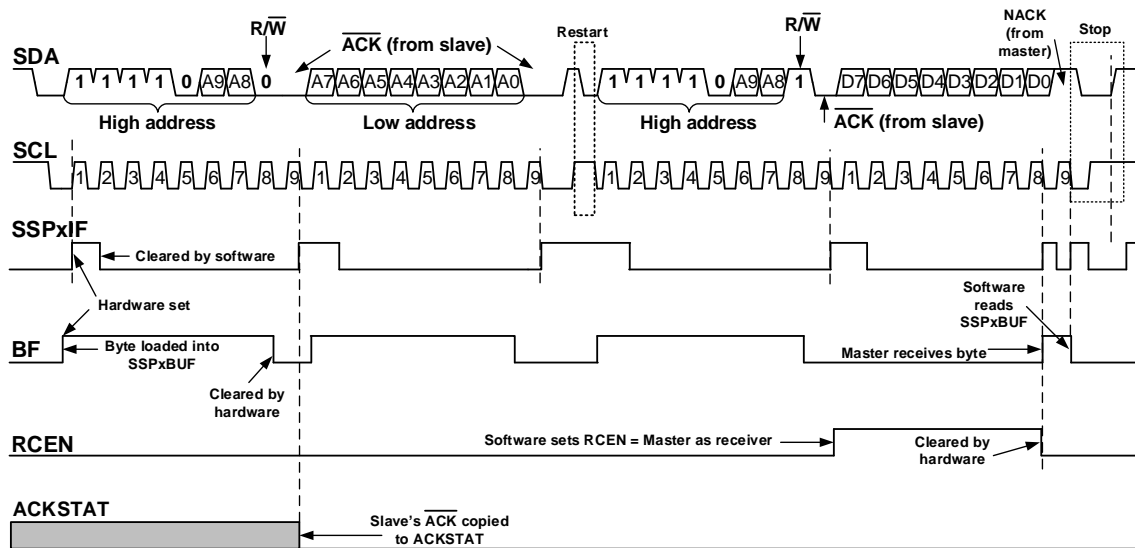 R/W
R/W
NACK
(from
master)
Restart
Stop
ACK (from slave)
SDA
1 1 1 1 0 A9 A8 0 A7 A6 A5 A4 A3 A2 A1 A0 1 1 1 1 0 A9 A8 1 D7 D6 D5 D4 D3 D2 D1 D0
High address
Low address
High address
ACK (from slave)
SCL
1 2 3 4 5 6 7 8 9 1 2 3 4 5 6 7 8 9 1 2 3 4 5 6 7 8 9 1 2 3 4 5 6 7 8 9
SSPxIF
Cleared by software
Hardware set
Software
reads
SSPxBUF
BF
Byte loaded into
SSPxBUF
Master receives byte
Cleared by
hardware
RCEN
Software sets RCEN = Master as receiver
Cleared by
hardware
ACKSTAT
Slave's ACK copied
to ACKSTAT